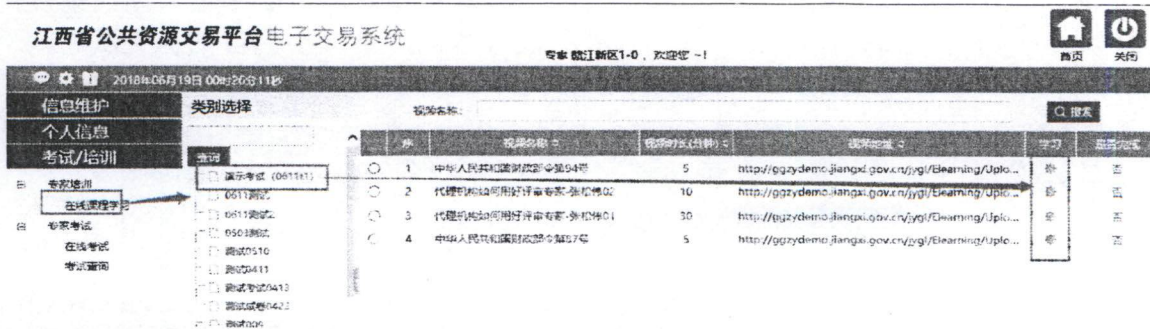 江西省公共资源交易平台电子交易系统
专家 赣江新区1-0，欢迎您 ~!
首页 关闭
2018年06月19日 00时26分11秒
信息维护
个人信息
考试/培训
专家培训
在线课程学习
专家考试
在线考试
考试查询
类别选择
查询
演示考试（0611t1）
0611测试
0611测试2
0503测试
测试0510
测试0411
测试考试0413
测试试卷0423
测试009
视频名称：
搜索
序 视频名称 视频时长(分钟) 视频地址 学习 是否完成
1 中华人民共和国财政部令第94号 5 http://ggzydemo.jiangxi.gov.cn/jygl/Elearning/Uplo... 否
2 代理机构如何用好评审专家-张松伟02 10 http://ggzydemo.jiangxi.gov.cn/jygl/Elearning/Uplo... 否
3 代理机构如何用好评审专家-张松伟01 30 http://ggzydemo.jiangxi.gov.cn/jygl/Elearning/Uplo... 否
4 中华人民共和国财政部令第87号 5 http://ggzydemo.jiangxi.gov.cn/jygl/Elearning/Uplo... 否